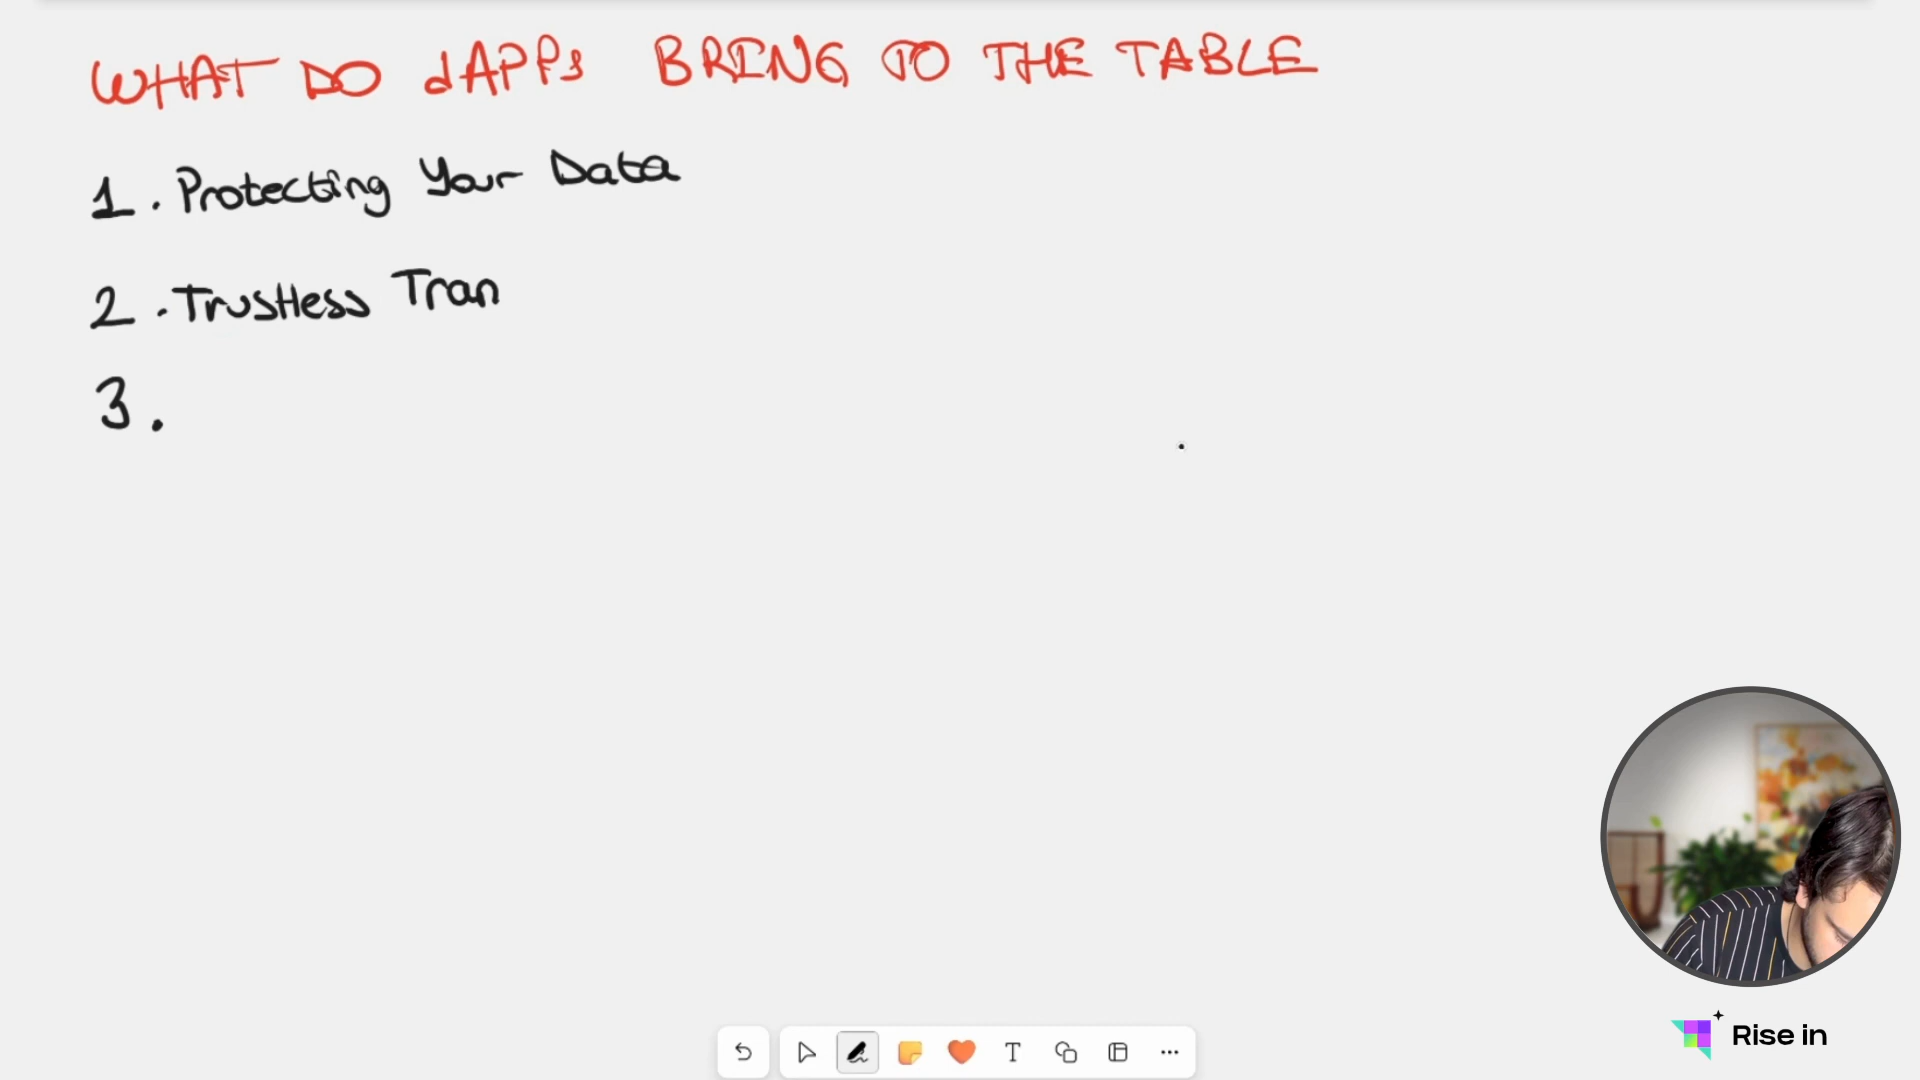 WHAT DO dAPPs BRING TO THE TABLE
1. Protecting Your Data
2. Trustless Tran
3.
T
Rise in